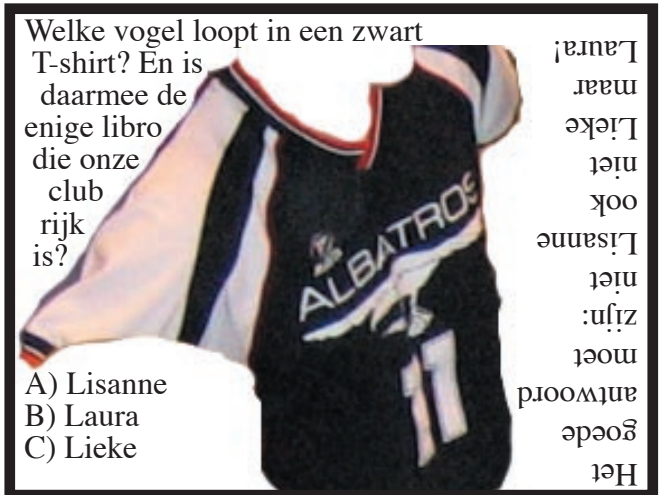 Welke vogel loopt in een zwart
T-shirt? En is
daarmee de
enige libro
die onze
club
rijk
is?
ALBATROS
11
A) Lisanne
B) Laura
C) Lieke
Het
goede
antwoord
moet
zijn:
niet
Lisanne
ook
niet
Lieke
maar
Laura!